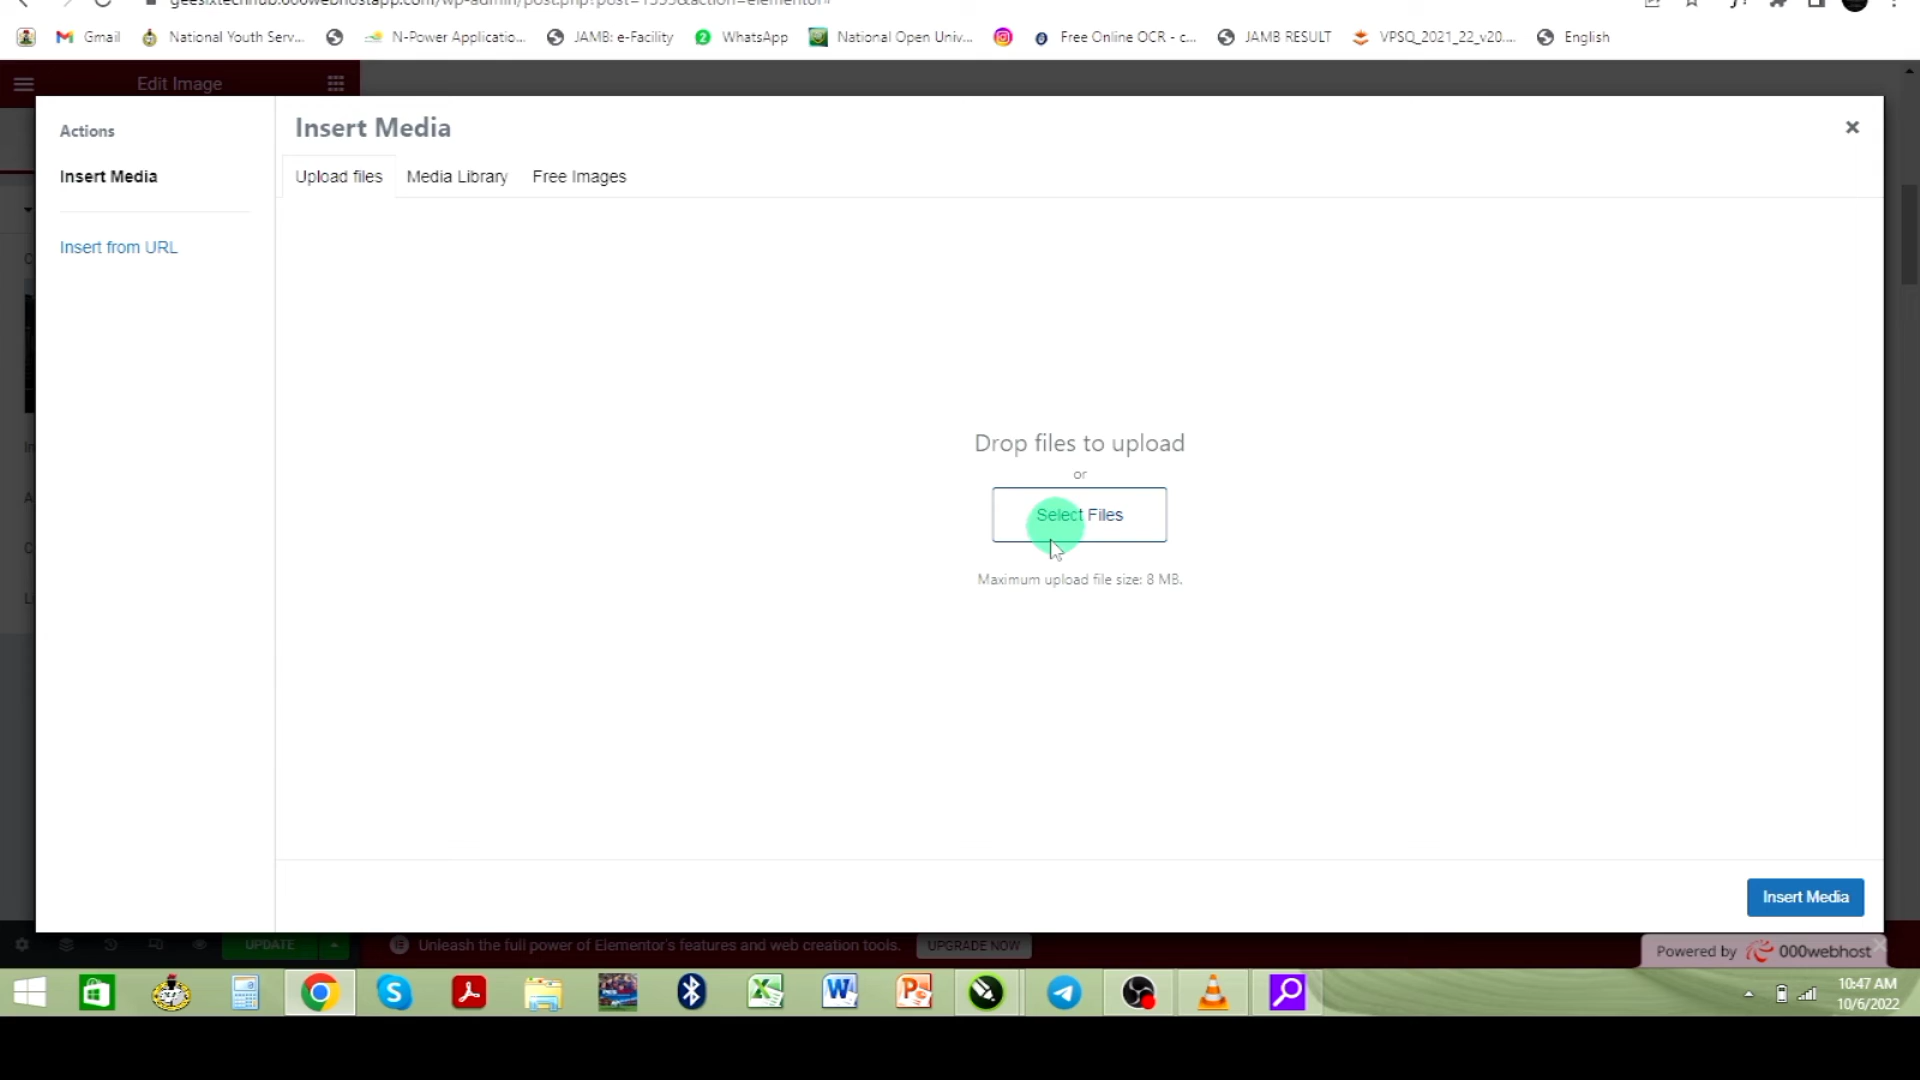 Gmail National Youth Serv... N-Power Applicatio... JAMB: e-Facility WhatsApp National Open Univ... Free Online OCR - c... JAMB RESULT VPSQ_2021_22_v20.... English
Edit Image
Actions
Insert Media
Insert from URL
Insert Media
Upload files Media Library Free Images
Drop files to upload
or
Select Files
Maximum upload file size: 8 MB.
Insert Media
UPDATE Unleash the full power of Elementor's features and web creation tools. UPGRADE NOW
Powered by 000webhost
10:47 AM
10/6/2022